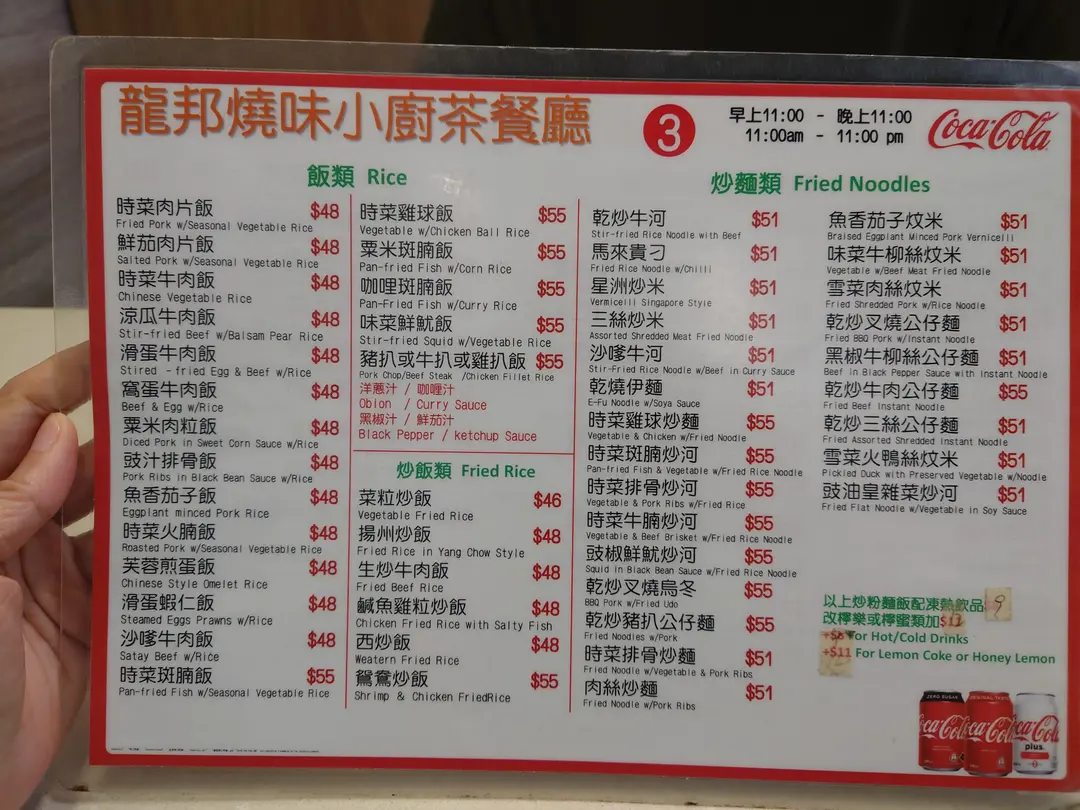 龍邦燒味小廚茶餐廳
3
早上11:00 - 晚上11:00
11:00am - 11:00 pm
Coca-Cola
飯類 Rice
時菜肉片飯 $48
Fried Pork w/Seasonal Vegetable Rice
鮮茄肉片飯 $48
Salted Pork w/Seasonal Vegetable Rice
時菜牛肉飯 $48
Chinese Vegetable Rice
涼瓜牛肉飯 $48
Stir-fried Beef w/Balsam Pear Rice
滑蛋牛肉飯 $48
Stired -fried Egg & Beef w/Rice
窩蛋牛肉飯 $48
Beef & Egg w/Rice
粟米肉粒飯 $48
Diced Pork in Sweet Corn Sauce w/Rice
豉汁排骨飯 $48
Pork Ribs in Black Bean Sauce w/Rice
魚香茄子飯 $48
Eggplant minced Pork Rice
時菜火腩飯 $48
Roasted Pork w/Seasonal Vegetable Rice
芙蓉煎蛋飯 $48
Chinese Style Omelet Rice
滑蛋蝦仁飯 $48
Steamed Eggs Prawns w/Rice
沙嗲牛肉飯 $48
Satay Beef w/Rice
時菜斑腩飯 $55
Pan-fried Fish w/Seasonal Vegetable Rice
時菜雞球飯 $55
Vegetable w/Chicken Ball Rice
粟米斑腩飯 $55
Pan-fried Fish w/Corn Rice
咖哩斑腩飯 $55
Pan-Fried Fish w/Curry Rice
味菜鮮魷飯 $55
Stir-fried Squid w/Vegetable Rice
豬扒或牛扒或雞扒飯 $55
Pork Chop/Beef Steak /Chicken Fillet Rice
洋蔥汁 / 咖喱汁
Obion / Curry Sauce
黑椒汁 / 鮮茄汁
Black Pepper / ketchup Sauce
炒飯類 Fried Rice
菜粒炒飯 $46
Vegetable Fried Rice
揚州炒飯 $48
Fried Rice in Yang Chow Style
生炒牛肉飯 $48
Fried Beef Rice
鹹魚雞粒炒飯 $48
Chicken Fried Rice with Salty Fish
西炒飯 $48
Weatern Fried Rice
鴛鴦炒飯 $55
Shrimp & Chicken FriedRice
炒麵類 Fried Noodles
乾炒牛河 $51
Stir-fried Rice Noodle with Beef
馬來貴刁 $51
Fried Rice Noodle w/Chilli
星洲炒米 $51
Vermicelli Singapore Style
三絲炒米 $51
Assorted Shredded Meat Fried Noodle
沙嗲牛河 $51
Stir-Fried Rice Noodle w/Beef in Curry Sauce
乾燒伊麵 $51
E-Fu Noodle w/Soya Sauce
時菜雞球炒麵 $55
Vegetable & Chicken w/Fried Noodle
時菜斑腩炒河 $55
Pan-fried Fish & Vegetable w/Fried Rice Noodle
時菜排骨炒河 $55
Vegetable & Pork Ribs w/Fried Rice
時菜牛腩炒河 $55
Vegetable & Beef Brisket w/Fried Rice Noodle
豉椒鮮魷炒河 $55
Squid in Black Bean Sauce w/Fried Rice Noodle
乾炒叉燒烏冬 $55
BBQ Pork w/Fried Udo
乾炒豬扒公仔麵 $55
Fried Noodles w/Pork
時菜排骨炒麵 $51
Fried Noodle w/Vegetable & Pork Ribs
肉絲炒麵 $51
Fried Noodle w/Pork Ribs
魚香茄子炆米 $51
Braised Eggplant Minced Pork Vernicelli
味菜牛柳絲炆米 $51
Vegetable w/Beef Meat Fried Noodle
雪菜肉絲炆米 $51
Fried Shredded Pork w/Rice Noodle
乾炒叉燒公仔麵 $51
Fried BBQ Pork w/Instant Noodle
黑椒牛柳絲公仔麵 $51
Beef in Black Pepper Sauce with Instant Noodle
乾炒牛肉公仔麵 $55
Fried Beef Instant Noodle
乾炒三絲公仔麵 $51
Fried Assorted Shredded Instant Noodle
雪菜火鴨絲炆米 $51
Pickled Duck with Preserved Vegetable w/Noodle
豉油皇雜菜炒河 $51
Fried Flat Noodle w/Vegetable in Soy Sauce
以上炒粉麵飯配凍熱飲品 9
改檸樂或檸蜜類加
For Hot/Cold Drinks
+$11 For Lemon Coke or Honey Lemon
ZERO SUGAR
Coca-Cola
ORIGINAL TASTE
Coca-Cola
Coca-Cola
plus